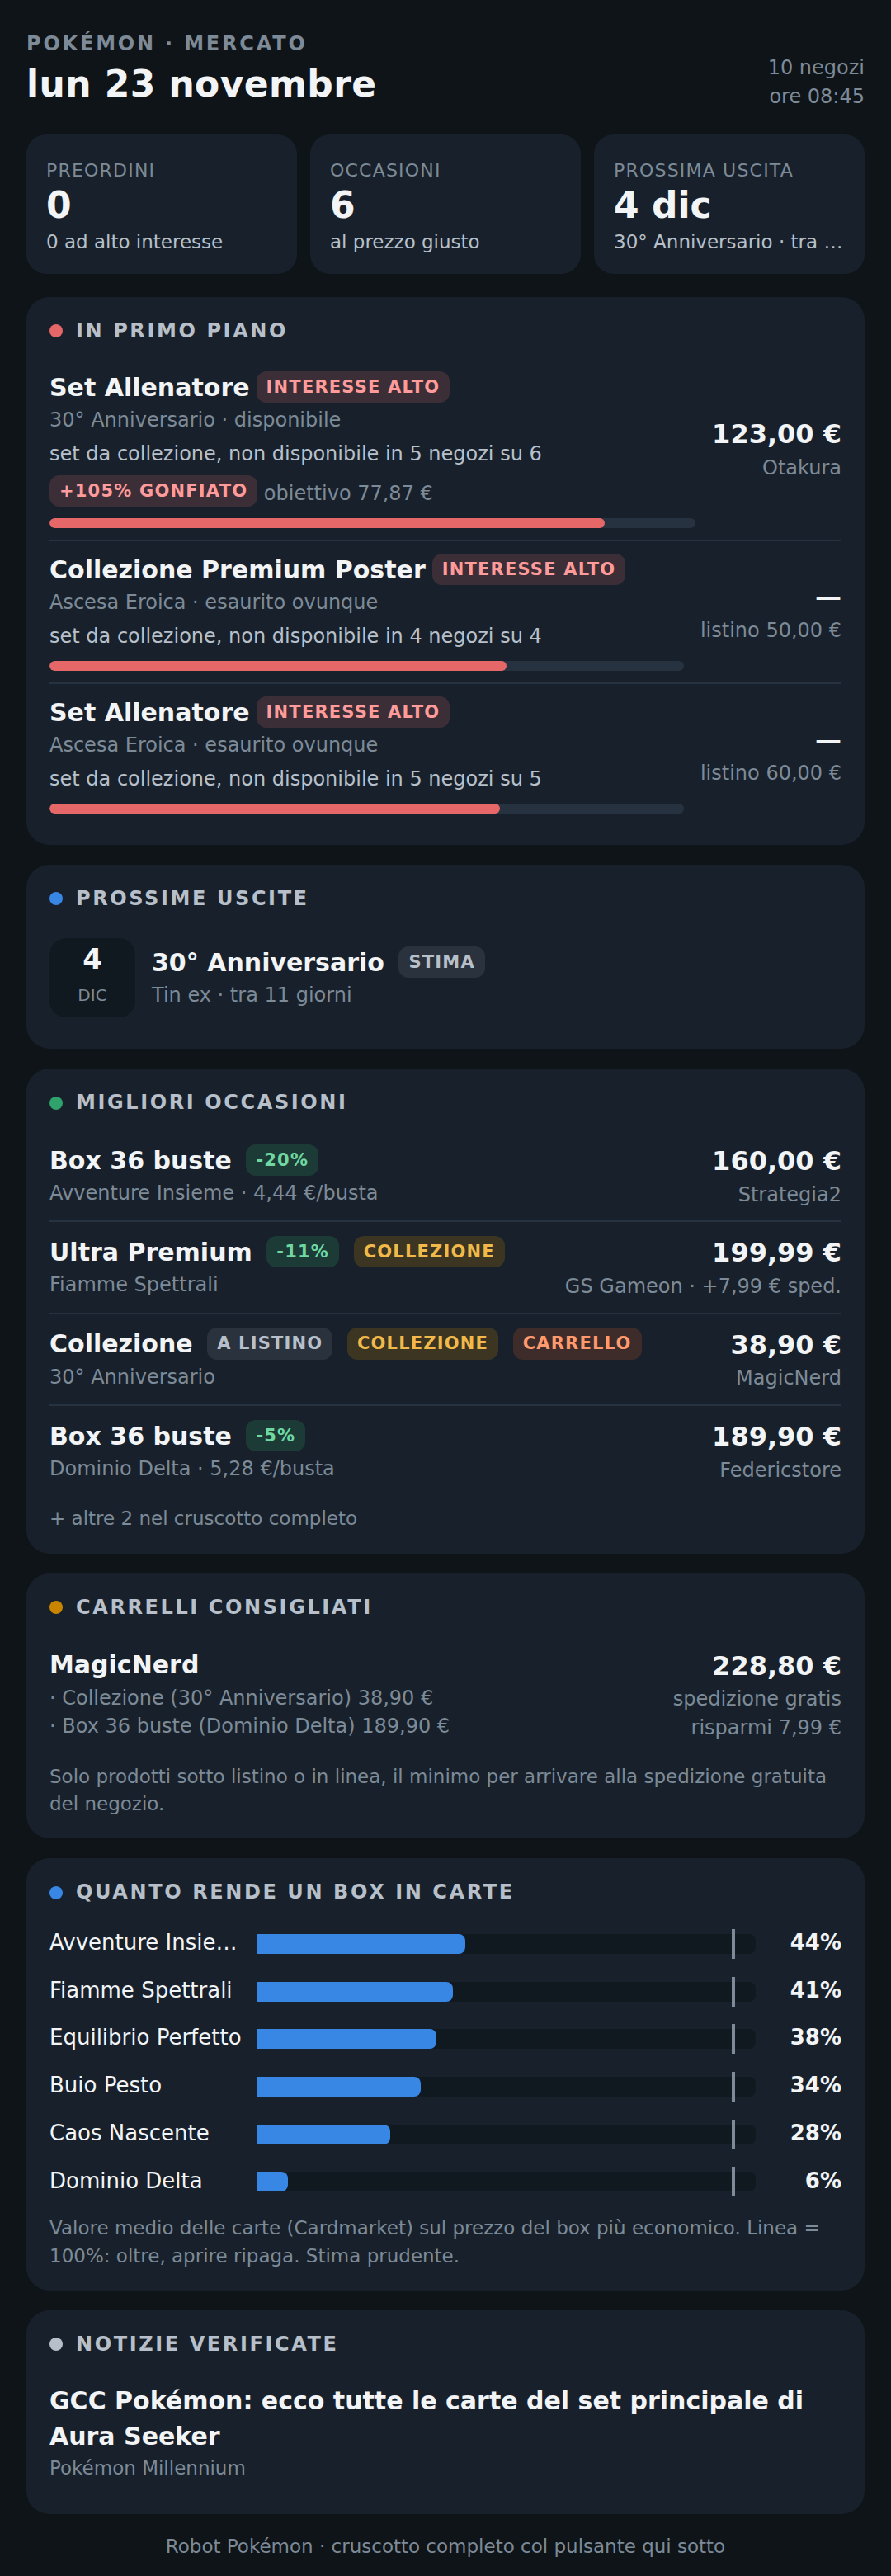 POKÉMON · MERCATO
lun 23 novembre
10 negozi
ore 08:45
PREORDINI
0
0 ad alto interesse
OCCASIONI
6
al prezzo giusto
PROSSIMA USCITA
4 dic
30° Anniversario · tra ...
IN PRIMO PIANO
Set Allenatore INTERESSE ALTO
30° Anniversario · disponibile
set da collezione, non disponibile in 5 negozi su 6
+105% GONFIATO obiettivo 77,87 €
123,00 €
Otakura
Collezione Premium Poster INTERESSE ALTO
Ascesa Eroica · esaurito ovunque
set da collezione, non disponibile in 4 negozi su 4
—
listino 50,00 €
Set Allenatore INTERESSE ALTO
Ascesa Eroica · esaurito ovunque
set da collezione, non disponibile in 5 negozi su 5
—
listino 60,00 €
PROSSIME USCITE
4
DIC
30° Anniversario STIMA
Tin ex · tra 11 giorni
MIGLIORI OCCASIONI
Box 36 buste -20%
Avventure Insieme · 4,44 €/busta
160,00 €
Strategia2
Ultra Premium -11% COLLEZIONE
Fiamme Spettrali
199,99 €
GS Gameon · +7,99 € sped.
Collezione A LISTINO COLLEZIONE CARRELLO
30° Anniversario
38,90 €
MagicNerd
Box 36 buste -5%
Dominio Delta · 5,28 €/busta
189,90 €
Federicstore
+ altre 2 nel cruscotto completo
CARRELLI CONSIGLIATI
MagicNerd
· Collezione (30° Anniversario) 38,90 €
· Box 36 buste (Dominio Delta) 189,90 €
228,80 €
spedizione gratis
risparmi 7,99 €
Solo prodotti sotto listino o in linea, il minimo per arrivare alla spedizione gratuita
del negozio.
QUANTO RENDE UN BOX IN CARTE
Avventure Insie... 44%
Fiamme Spettrali 41%
Equilibrio Perfetto 38%
Buio Pesto 34%
Caos Nascente 28%
Dominio Delta 6%
Valore medio delle carte (Cardmarket) sul prezzo del box più economico. Linea =
100%: oltre, aprire ripaga. Stima prudente.
NOTIZIE VERIFICATE
GCC Pokémon: ecco tutte le carte del set principale di
Aura Seeker
Pokémon Millennium
Robot Pokémon · cruscotto completo col pulsante qui sotto